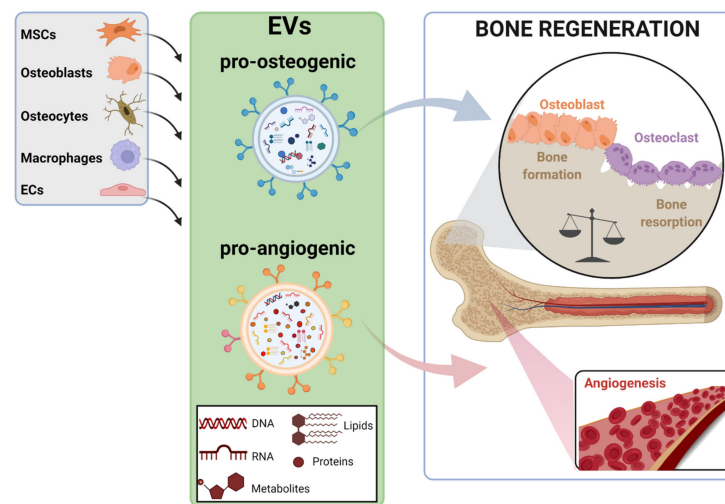 MSCs
Osteoblasts
Osteocytes
Macrophages
ECs
EVs
pro-osteogenic
pro-angiogenic
DNA
RNA
Metabolites
Lipids
Proteins
BONE REGENERATION
Osteoblast
Osteoclast
Bone
formation
Bone
resorption
Angiogenesis